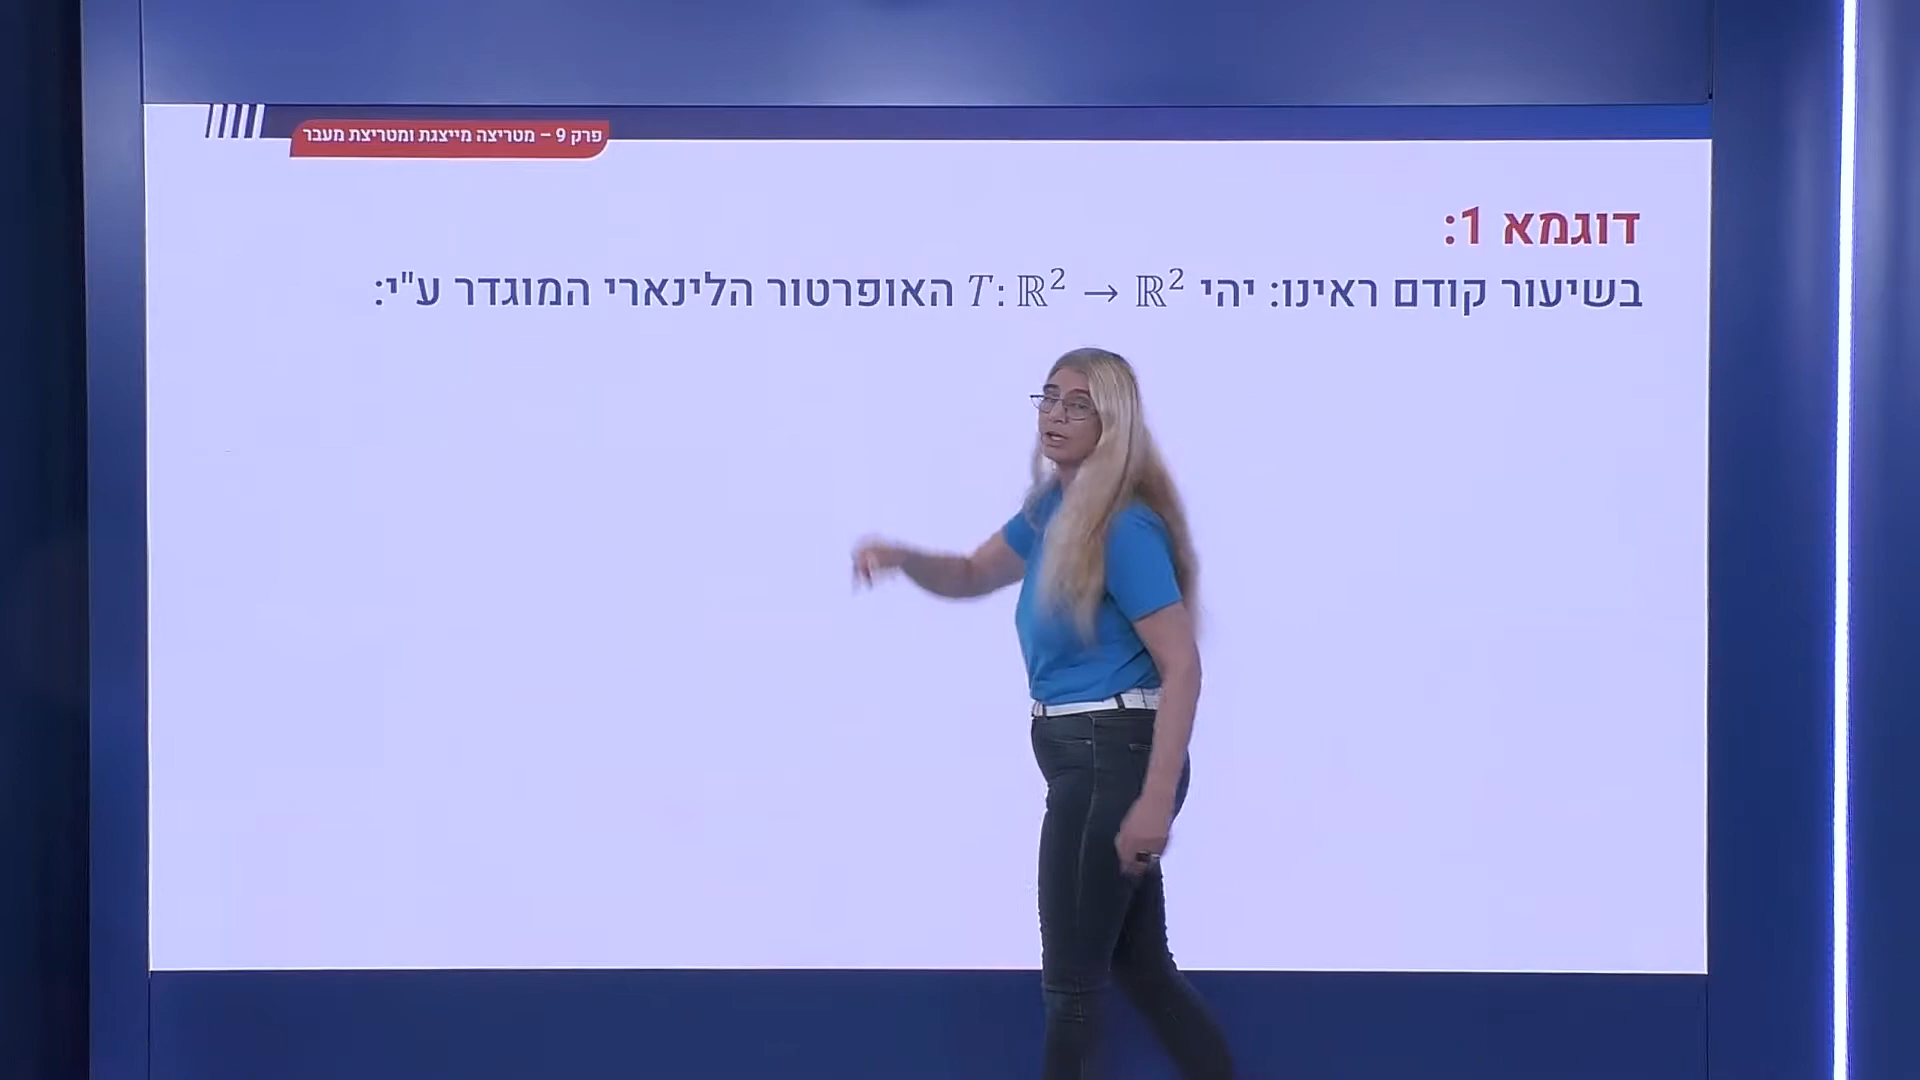 פרק 9 – מטריצה מייצגת ומטריצת מעבר
דוגמא 1:
בשיעור קודם ראינו: יהי T: ℝ² → ℝ² האופרטור הלינארי המוגדר ע"י: